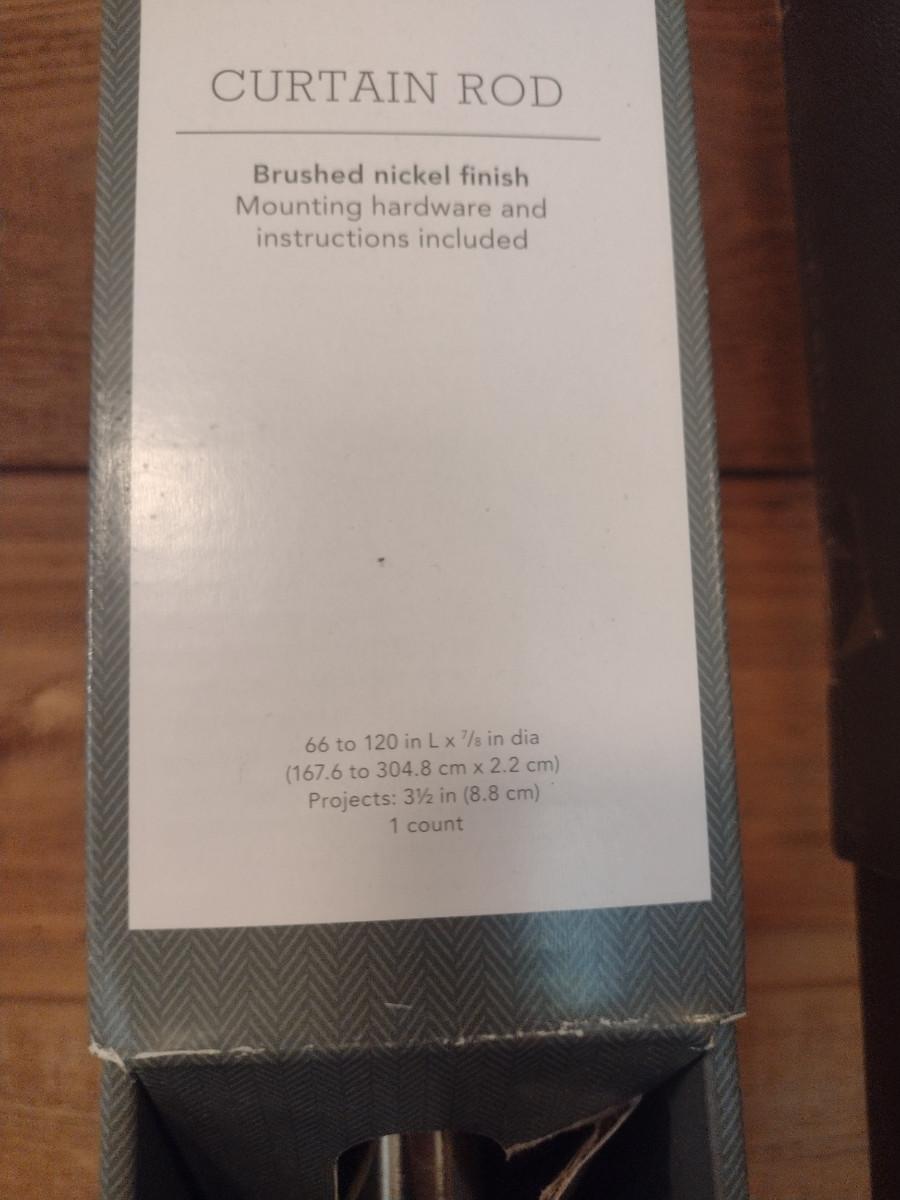 CURTAIN ROD
Brushed nickel finish
Mounting hardware and
instructions included
66 to 120 in L x ⅞ in dia
(167.6 to 304.8 cm x 2.2 cm)
Projects: 3½ in (8.8 cm)
1 count